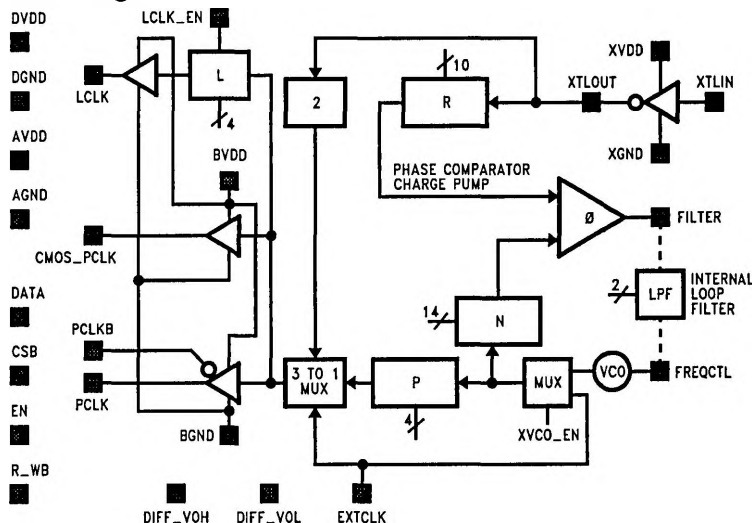 DVDD
DGND
AVDD
AGND
DATA
CSB
EN
R_WB
LCLK_EN
LCLK
L
4
BVDD
CMOS_PCLK
PCLKB
PCLK
BGND
DIFF_VOH
DIFF_VOL
EXTCLK
2
10
R
XTLOUT
XVDD
XTLIN
XGND
PHASE COMPARATOR
CHARGE PUMP
Ø
FILTER
2
LPF
INTERNAL
LOOP
FILTER
14
N
3 TO 1
MUX
P
4
MUX
VCO
FREQCTL
XVCO_EN